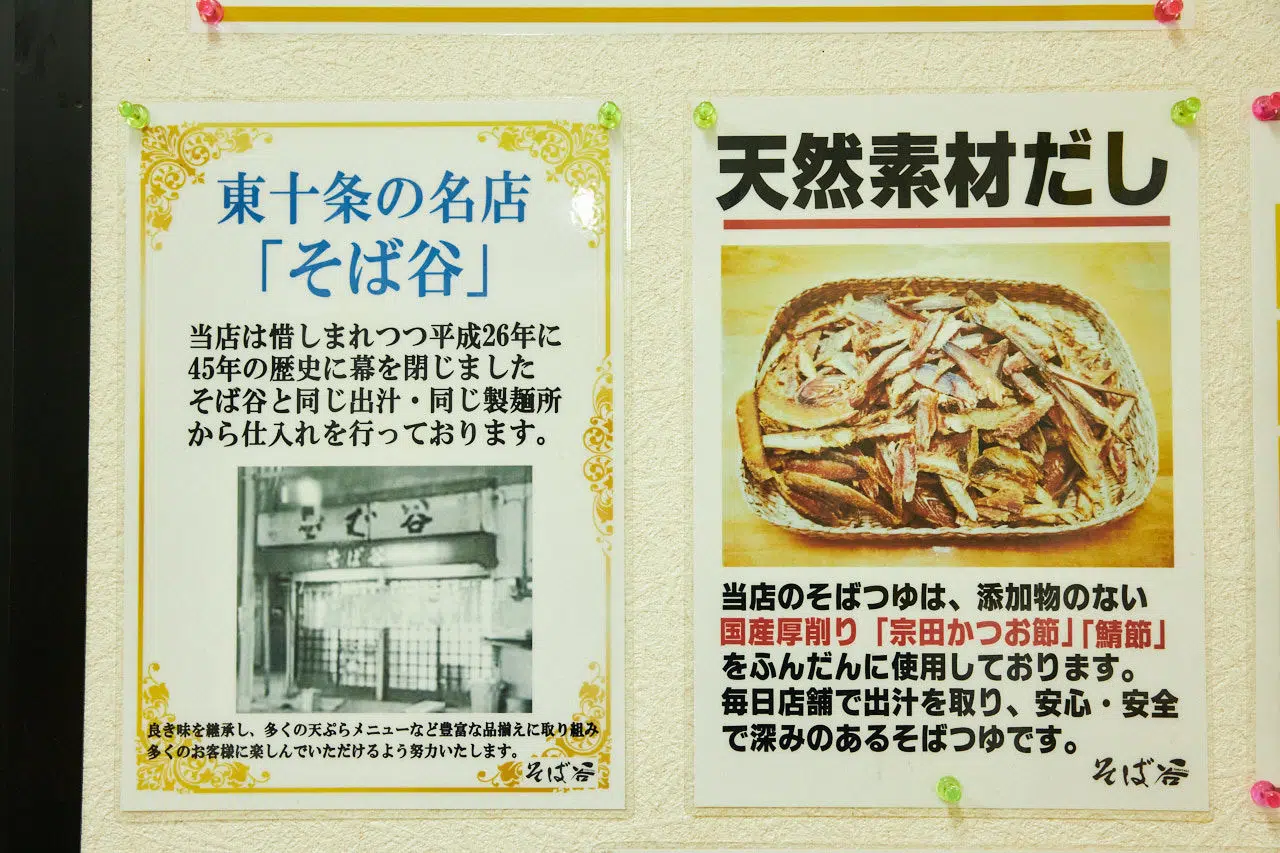 東十条の名店
「そば谷」
当店は惜しまれつつ平成26年に
45年の歴史に幕を閉じました
そば谷と同じ出汁・同じ製麺所
から仕入れを行っております。
そば谷
そば谷
良き味を継承し、多くの天ぷらメニューなど豊富な品揃えに取り組み
多くのお客様に楽しんでいただけるよう努力いたします。
そば谷
天然素材だし
当店のそばつゆは、添加物のない
国産厚削り「宗田かつお節」「鯖節」
をふんだんに使用しております。
毎日店舗で出汁を取り、安心・安全
で深みのあるそばつゆです。
そば谷